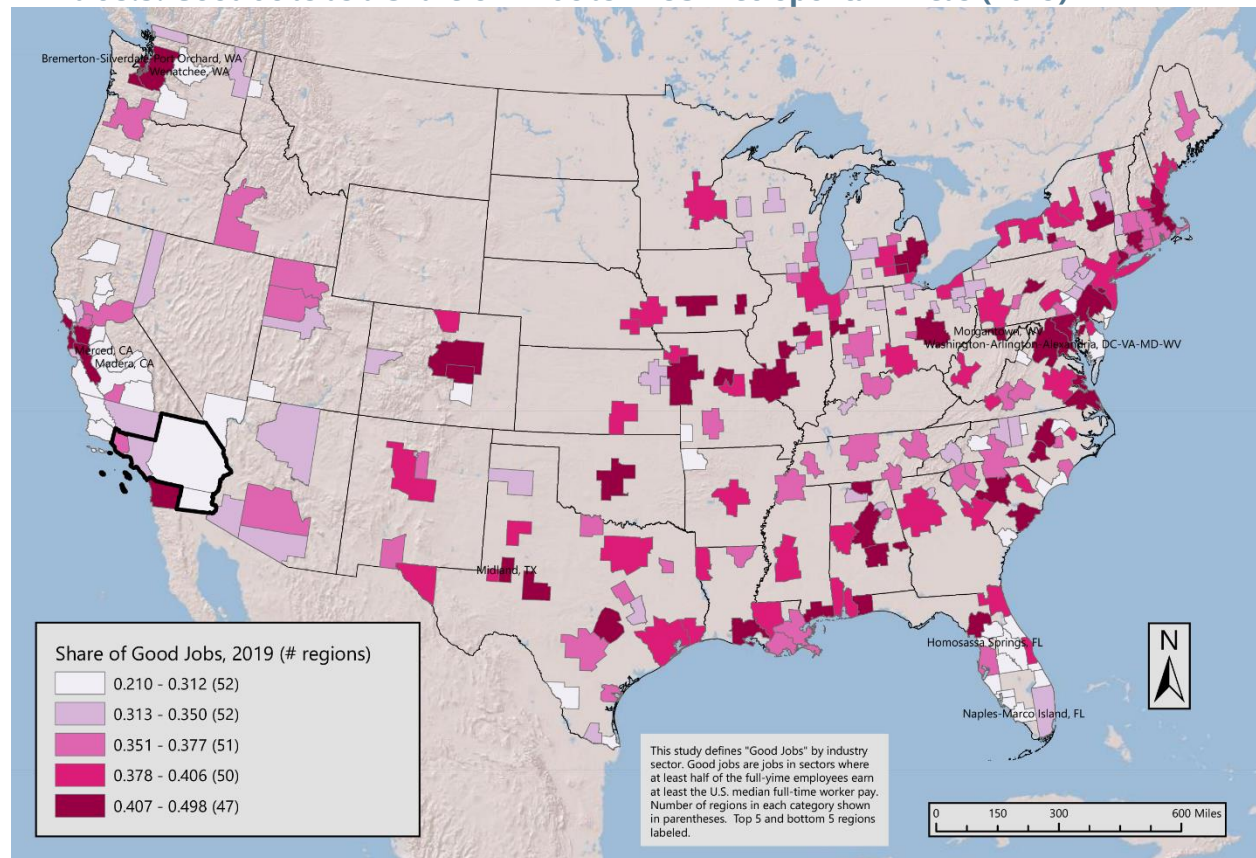 Bremerton-Silverdale-Port Orchard, WA
Wenatchee, WA
Merced, CA
Madera, CA
Morgantown, WV
Washington-Arlington-Alexandria, DC-VA-MD-WV
Midland, TX
Homosassa Springs, FL
Naples-Marco Island, FL
N
Share of Good Jobs, 2019 (# regions)
0.210 - 0.312 (52)
0.313 - 0.350 (52)
0.351 - 0.377 (51)
0.378 - 0.406 (50)
0.407 - 0.498 (47)
This study defines "Good Jobs" by industry
sector. Good jobs are jobs in sectors where
at least half of the full-yime employees earn
at least the U.S. median full-time worker pay.
Number of regions in each category shown
in parentheses. Top 5 and bottom 5 regions
labeled.
0 150 300 600 Miles